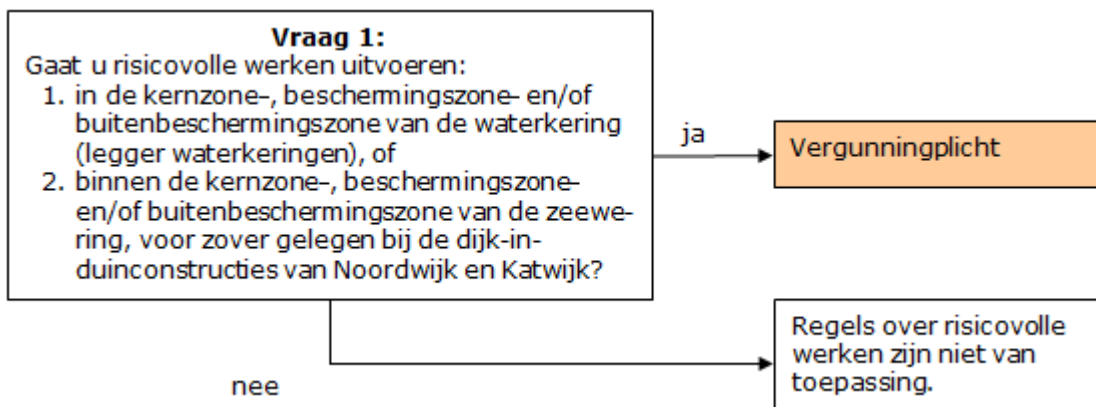 Vraag 1:
Gaat u risicovolle werken uitvoeren:
1. in de kernzone-, beschermingszone- en/of
buitenbeschermingszone van de waterkering
(legger waterkeringen), of
2. binnen de kernzone-, beschermingszone-
en/of buitenbeschermingszone van de zeewe-
ring, voor zover gelegen bij de dijk-in-
duinconstructies van Noordwijk en Katwijk?
ja
Vergunningplicht
nee
Regels over risicovolle
werken zijn niet van
toepassing.